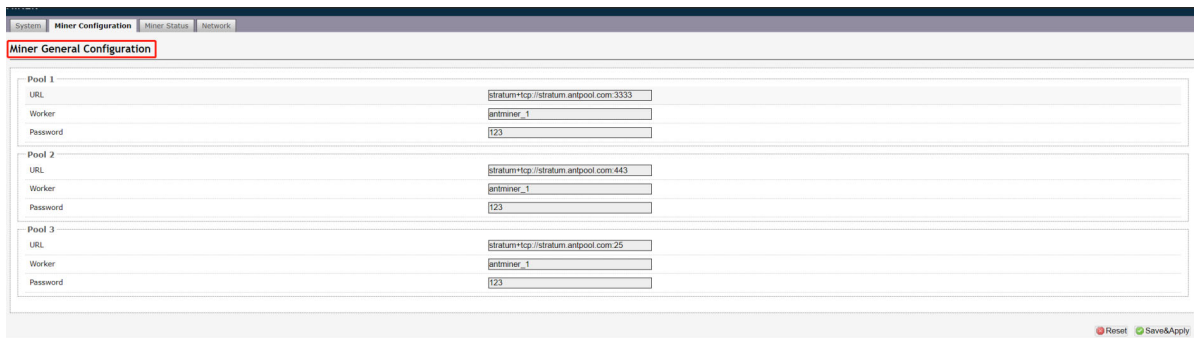 System Miner Configuration Miner Status Network
Miner General Configuration
Pool 1
URL stratum+tcp://stratum.antpool.com:3333
Worker antminer_1
Password 123
Pool 2
URL stratum+tcp://stratum.antpool.com:443
Worker antminer_1
Password 123
Pool 3
URL stratum+tcp://stratum.antpool.com:25
Worker antminer_1
Password 123
Reset Save&Apply